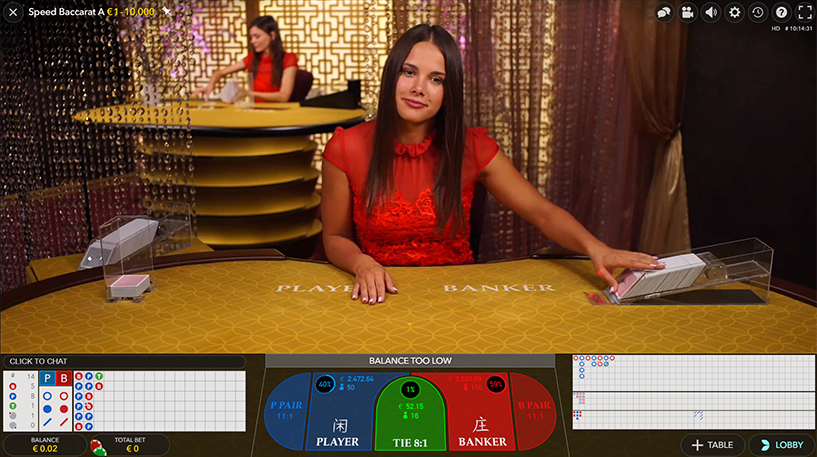 Speed Baccarat A €1-10,000
HD # 10:14:31
PLAYER BANKER
CLICK TO CHAT
BALANCE TOO LOW
# 14
B 5
P 8
T 1
1
0
P B
B P T
P P
P B
B P
B P
P PAIR
11:1
40%
€ 2,472.64
50
闲
PLAYER
1%
€ 52.15
16
TIE 8:1
59%
115
庄
BANKER
B PAIR
11:1
BALANCE
€ 0.02
TOTAL BET
€ 0
+ TABLE
LOBBY